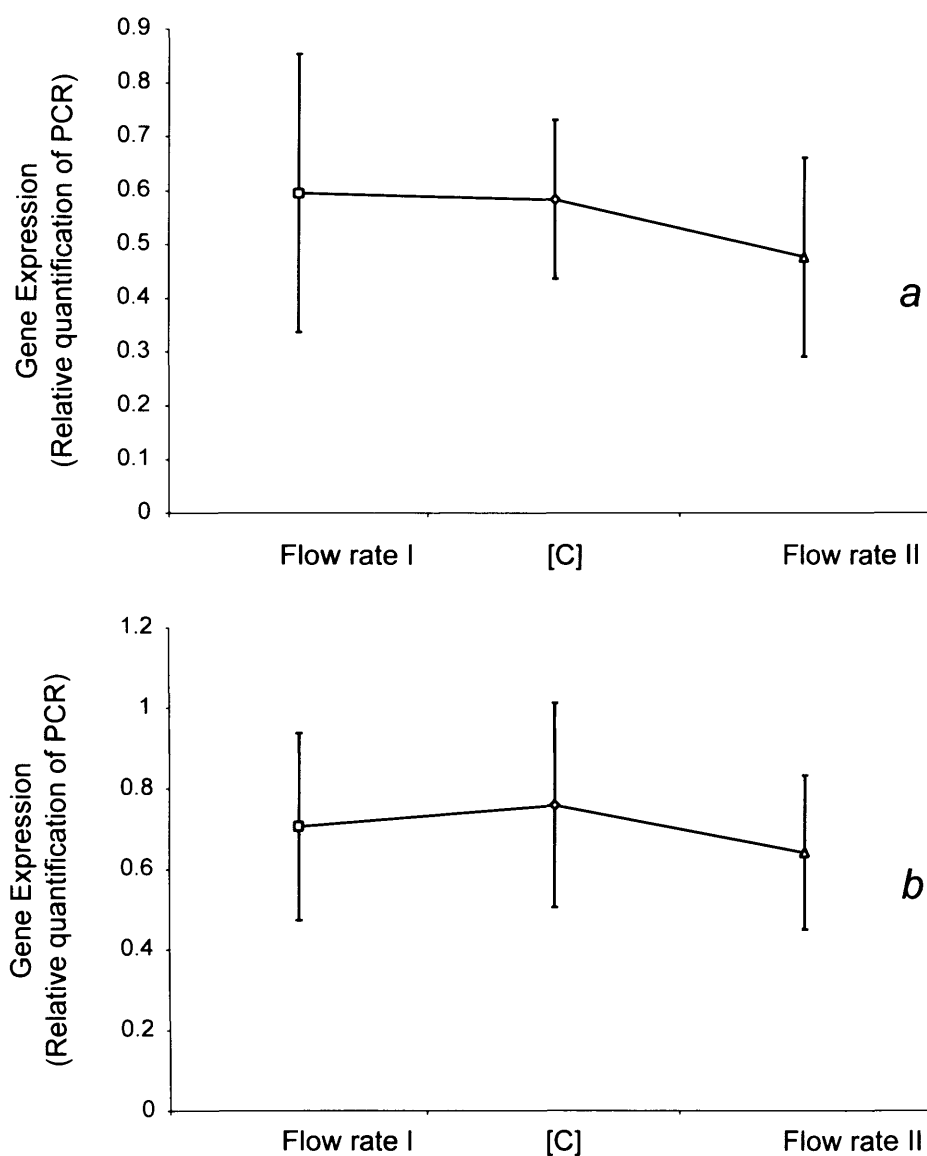 Gene Expression
(Relative quantification of PCR)
0.9
0.8
0.7
0.6
0.5
0.4
0.3
0.2
0.1
0
a
Flow rate I [C] Flow rate II
Gene Expression
(Relative quantification of PCR)
1.2
1
0.8
0.6
0.4
0.2
0
b
Flow rate I [C] Flow rate II